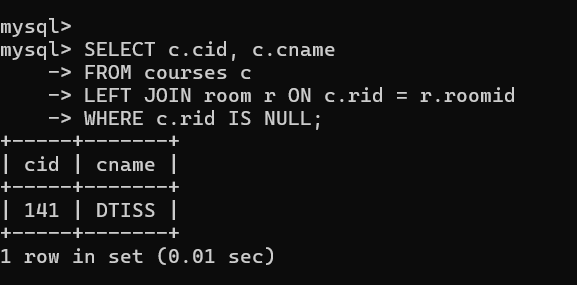 mysql>
mysql> SELECT c.cid, c.cname
    -> FROM courses c
    -> LEFT JOIN room r ON c.rid = r.roomid
    -> WHERE c.rid IS NULL;
+-----+-------+
| cid | cname |
+-----+-------+
| 141 | DTISS |
+-----+-------+
1 row in set (0.01 sec)